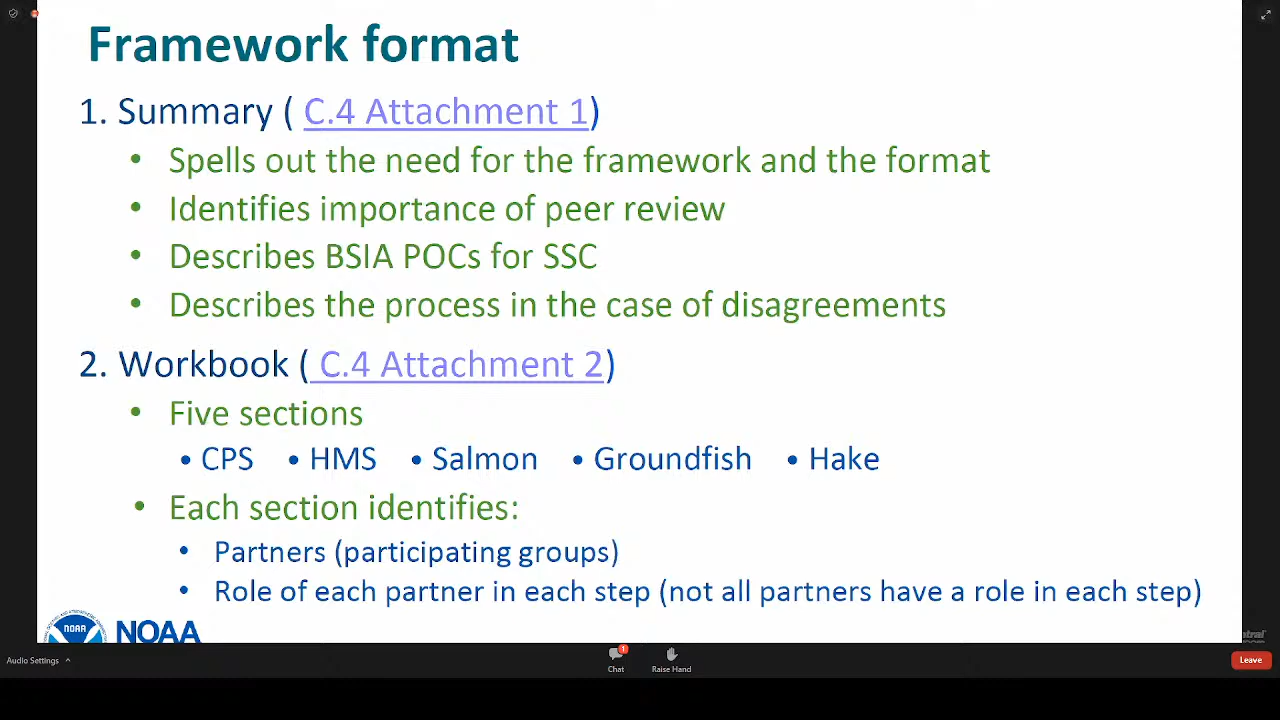 Framework format
1. Summary ( C.4 Attachment 1)
• Spells out the need for the framework and the format
• Identifies importance of peer review
• Describes BSIA POCs for SSC
• Describes the process in the case of disagreements
2. Workbook ( C.4 Attachment 2)
• Five sections
• CPS • HMS • Salmon • Groundfish • Hake
• Each section identifies:
• Partners (participating groups)
• Role of each partner in each step (not all partners have a role in each step)
NOAA NOAA
Audio Settings
1
Chat
Raise Hand
Leave